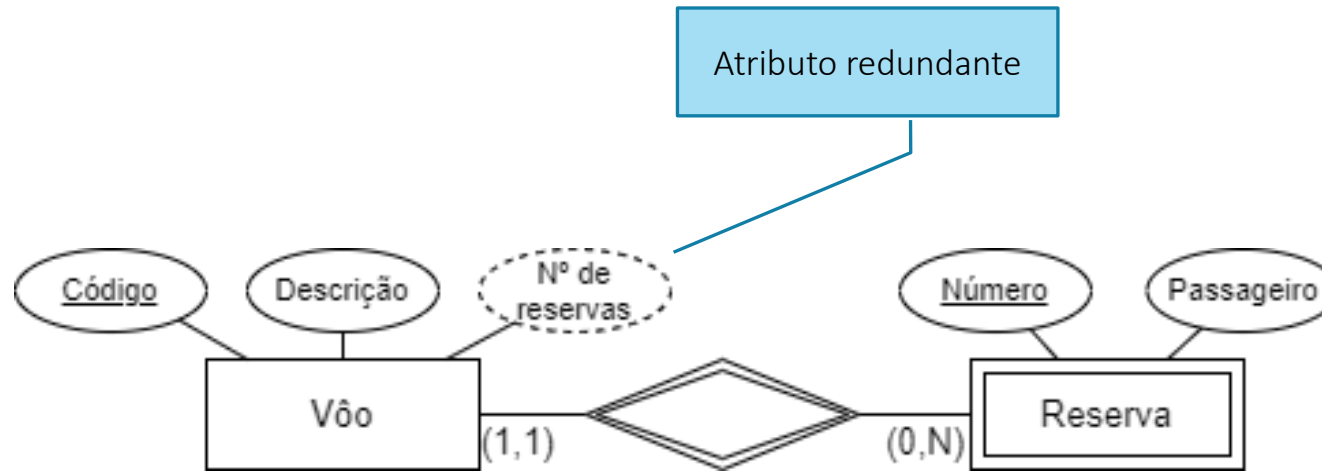 Atributo redundante
Código
Descrição
Nº de
reservas
Número
Passageiro
Vôo
(1,1)
(0,N)
Reserva